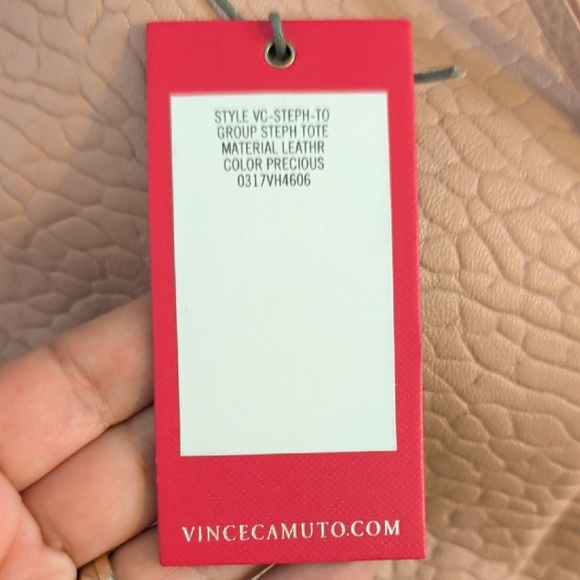 STYLE VC-STEPH-TO
GROUP STEPH TOTE
MATERIAL LEATHR
COLOR PRECIOUS
0317VH4606
VINCECAMUTO.COM